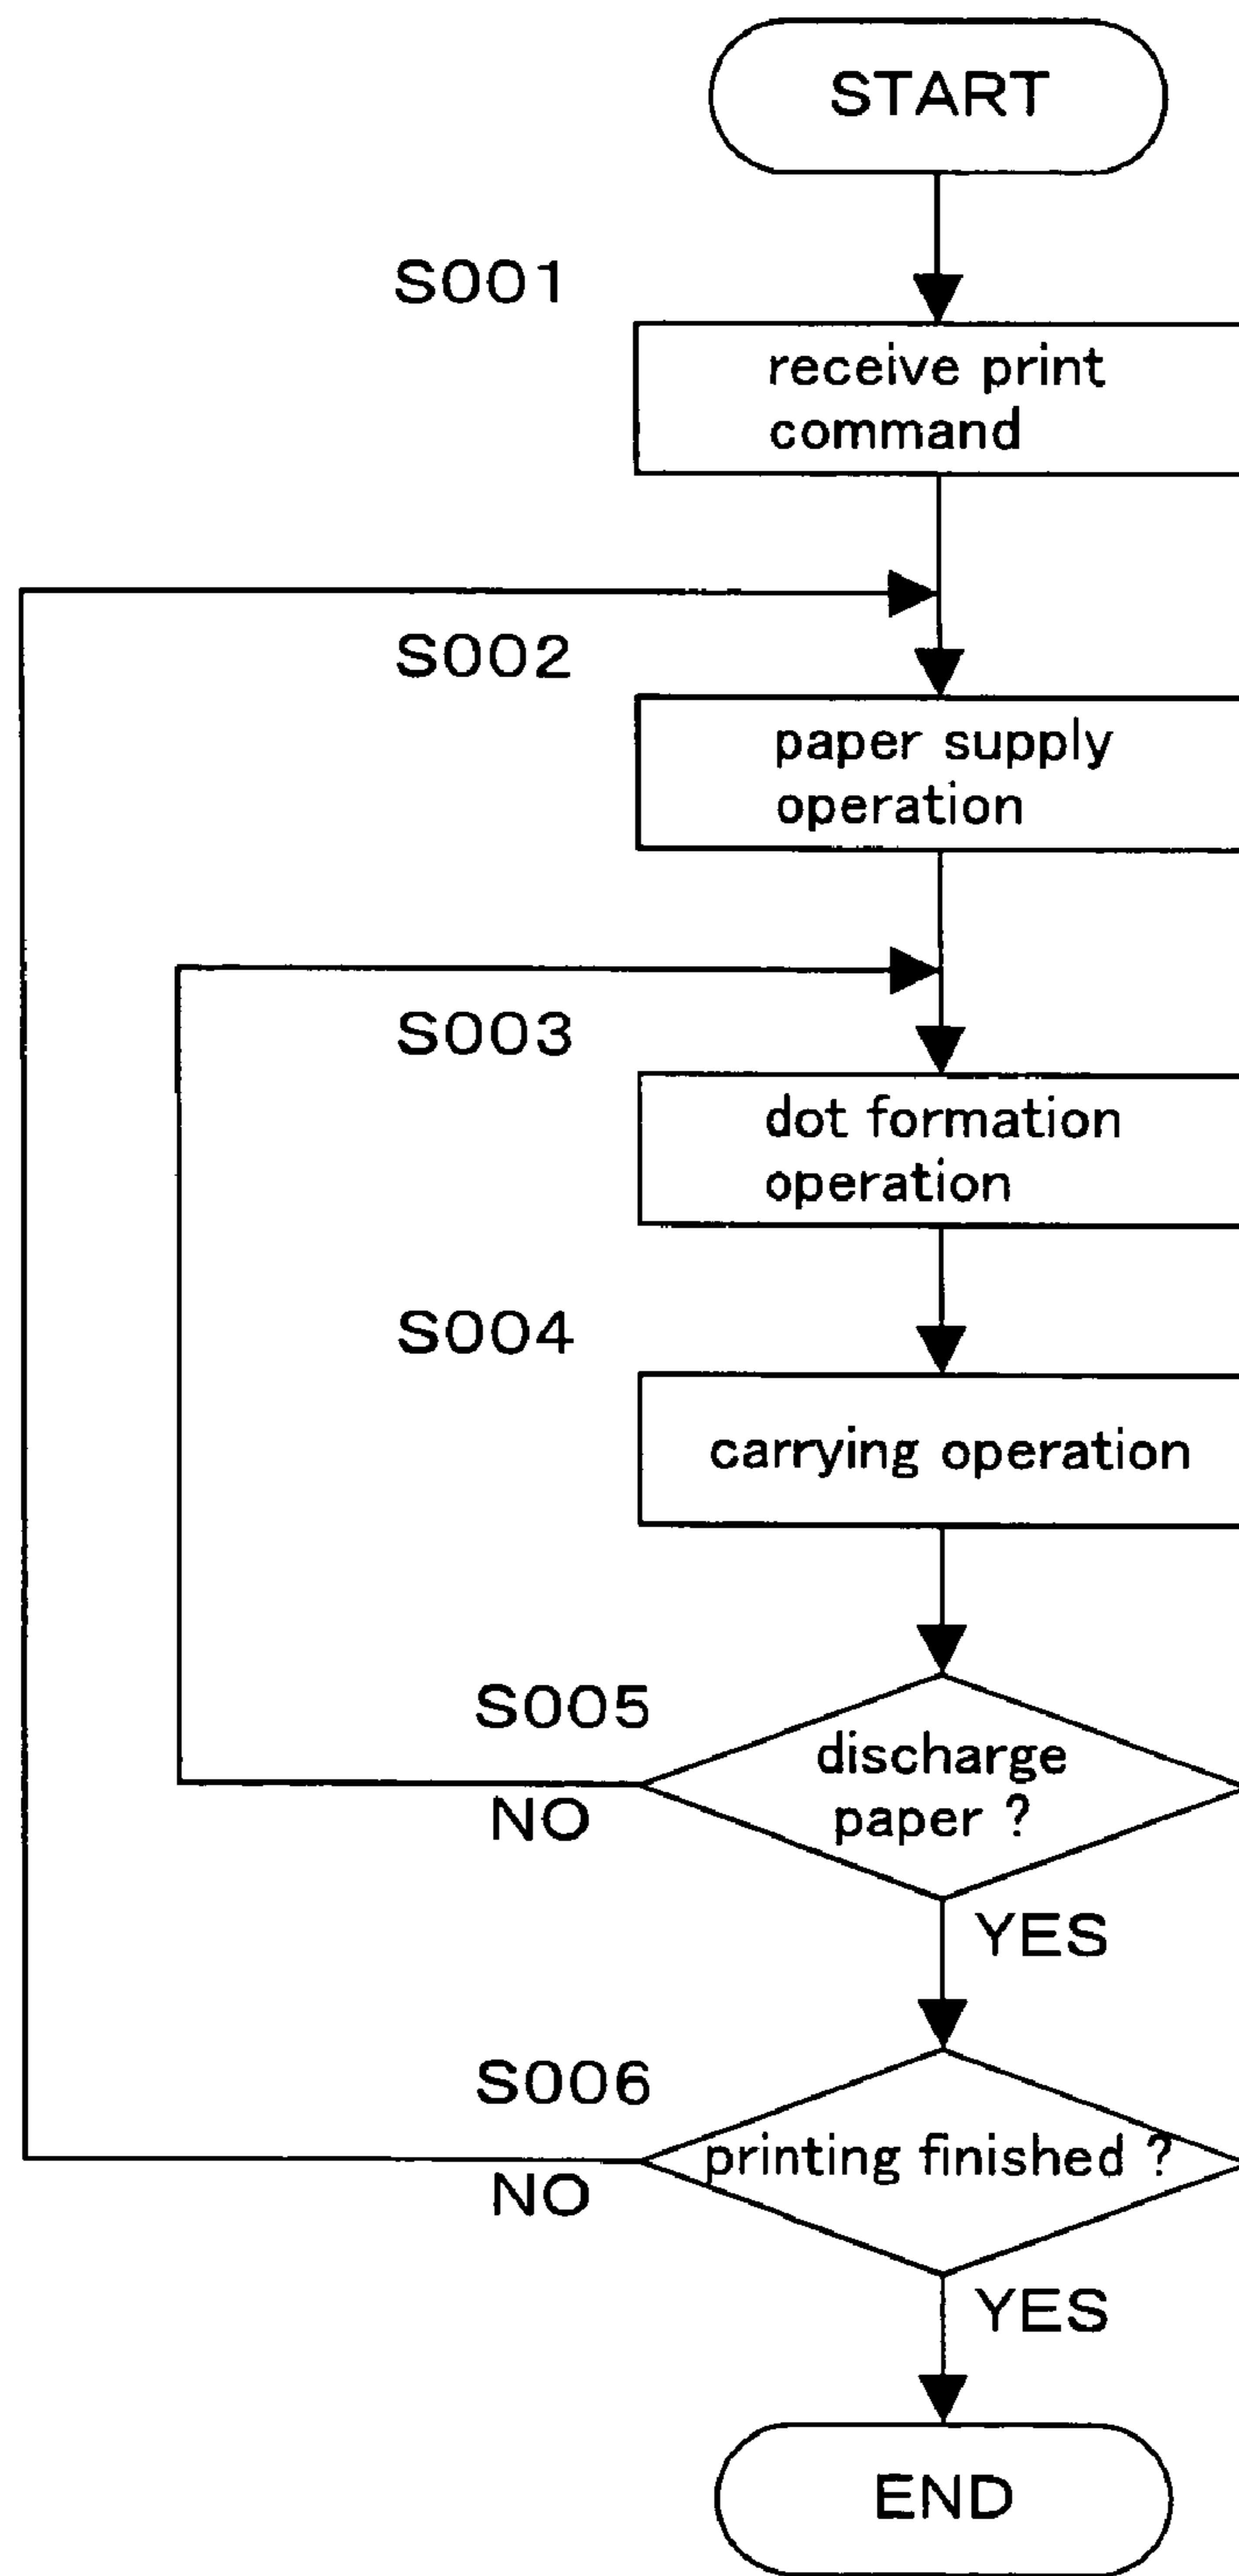 START
S001
receive print
command
S002
paper supply
operation
S003
dot formation
operation
S004
carrying operation
S005
discharge
paper ?
NO
YES
S006
printing finished ?
NO
YES
END